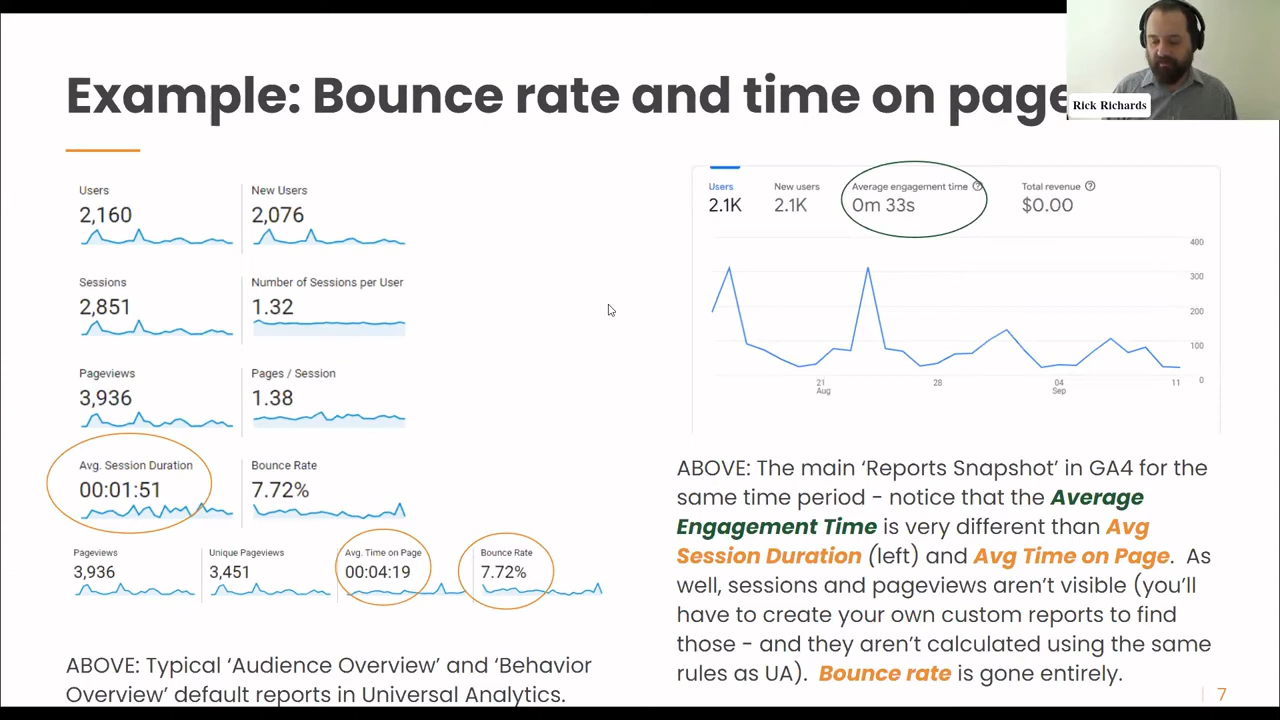 Example: Bounce rate and time on page
Rick Richards
Users
2,160
New Users
2,076
Sessions
2,851
Number of Sessions per User
1.32
Pageviews
3,936
Pages / Session
1.38
Avg. Session Duration
00:01:51
Bounce Rate
7.72%
Pageviews
3,936
Unique Pageviews
3,451
Avg. Time on Page
00:04:19
Bounce Rate
7.72%
ABOVE: Typical ‘Audience Overview’ and ‘Behavior
Overview’ default reports in Universal Analytics.
Users
2.1K
New users
2.1K
Average engagement time
0m 33s
Total revenue
$0.00
400
300
200
100
0
21
Aug
28
04
Sep
11
ABOVE: The main ‘Reports Snapshot’ in GA4 for the
same time period - notice that the Average
Engagement Time is very different than Avg
Session Duration (left) and Avg Time on Page. As
well, sessions and pageviews aren’t visible (you’ll
have to create your own custom reports to find
those - and they aren’t calculated using the same
rules as UA). Bounce rate is gone entirely.
7